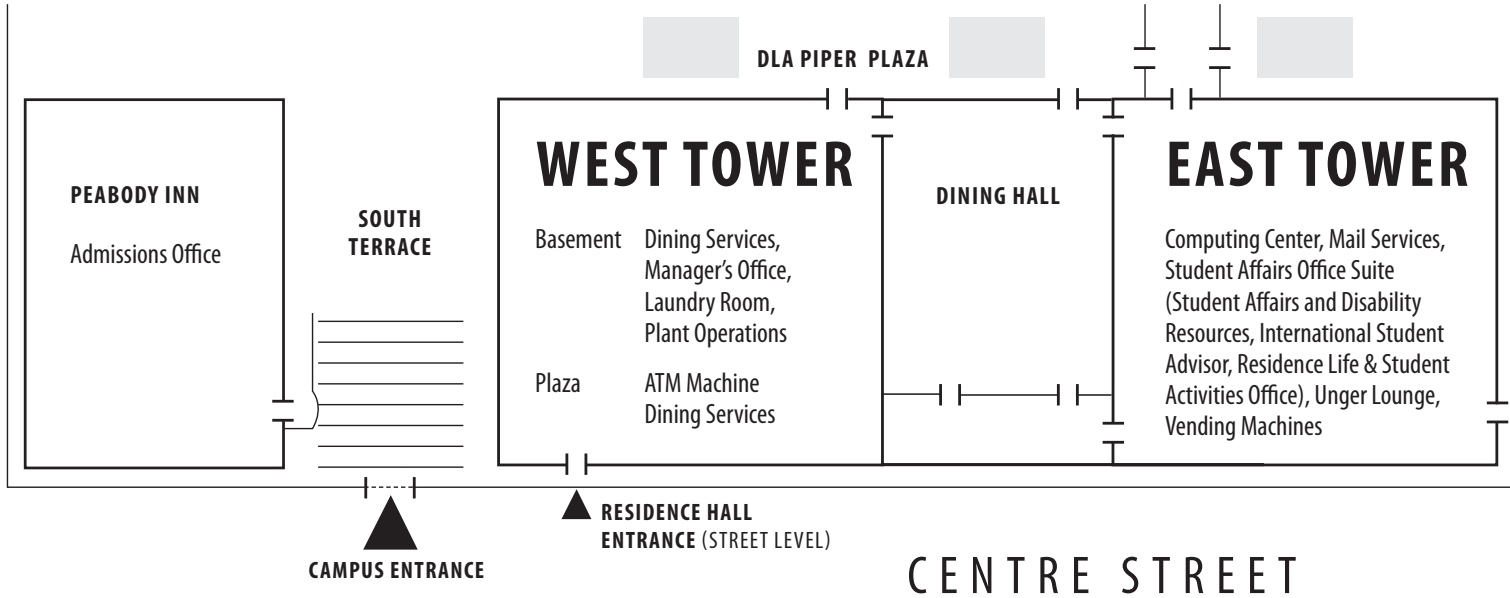 DLA PIPER PLAZA
PEABODY INN
Admissions Office
SOUTH
TERRACE
WEST TOWER
Basement Dining Services,
Manager’s Office,
Laundry Room,
Plant Operations
Plaza ATM Machine
Dining Services
DINING HALL
EAST TOWER
Computing Center, Mail Services,
Student Affairs Office Suite
(Student Affairs and Disability
Resources, International Student
Advisor, Residence Life & Student
Activities Office), Unger Lounge,
Vending Machines
CAMPUS ENTRANCE
RESIDENCE HALL
ENTRANCE (STREET LEVEL)
CENTRE STREET